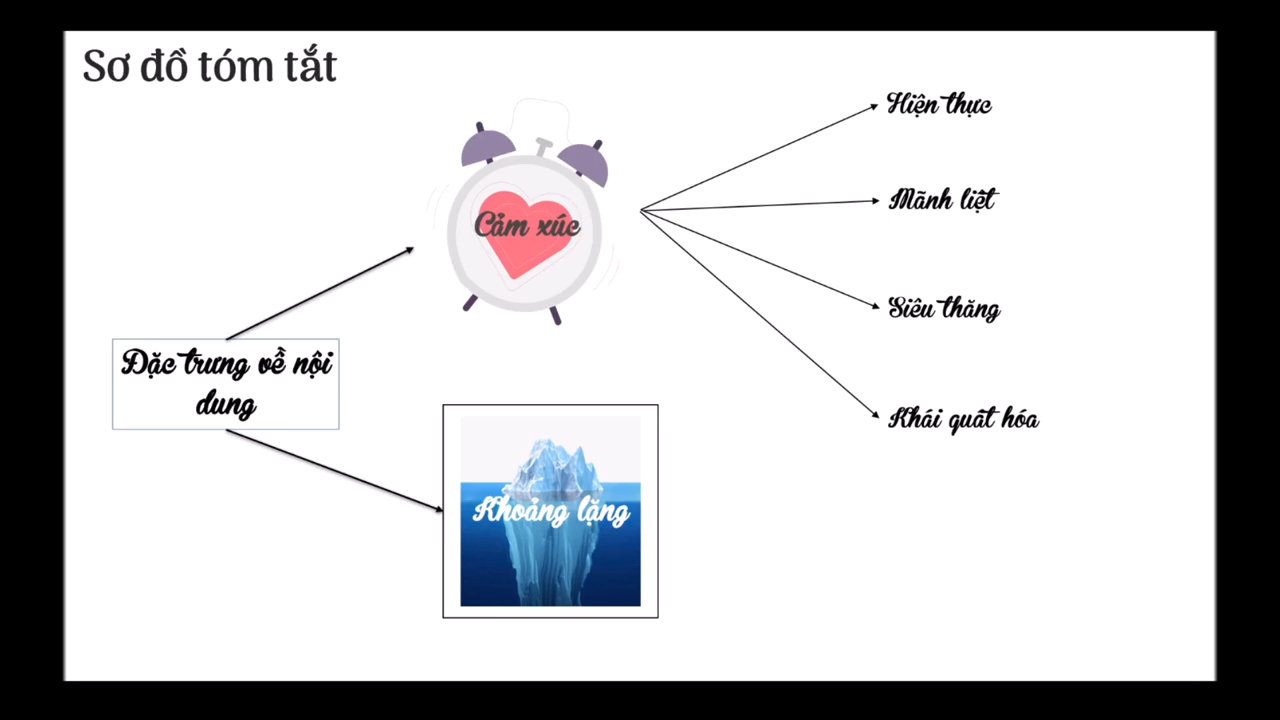 Sơ đồ tóm tắt
Đặc trưng về nội
dung
Cảm xúc
Khoảng lặng
Hiện thực
Mãnh liệt
Siêu thăng
Khái quát hóa